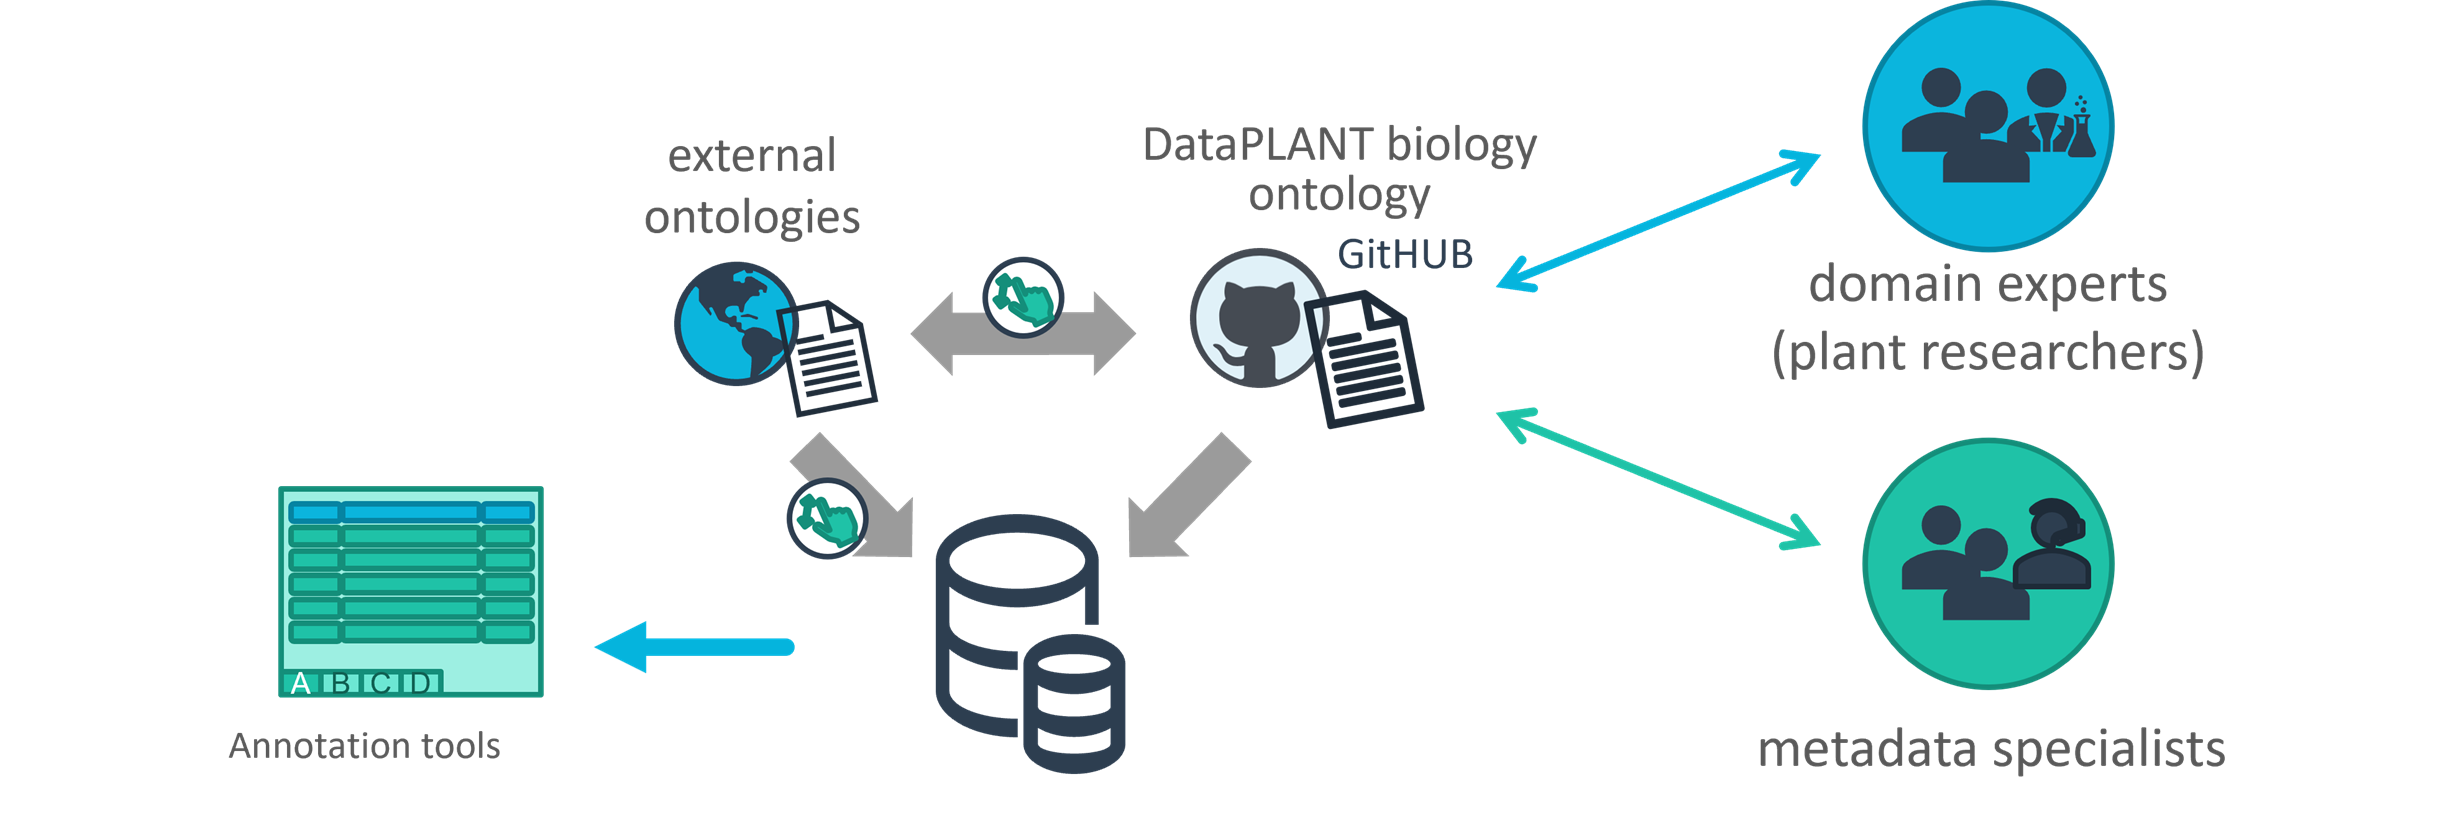 external
ontologies
DataPLANT biology
ontology
GitHUB
domain experts
(plant researchers)
A B C D
Annotation tools
metadata specialists